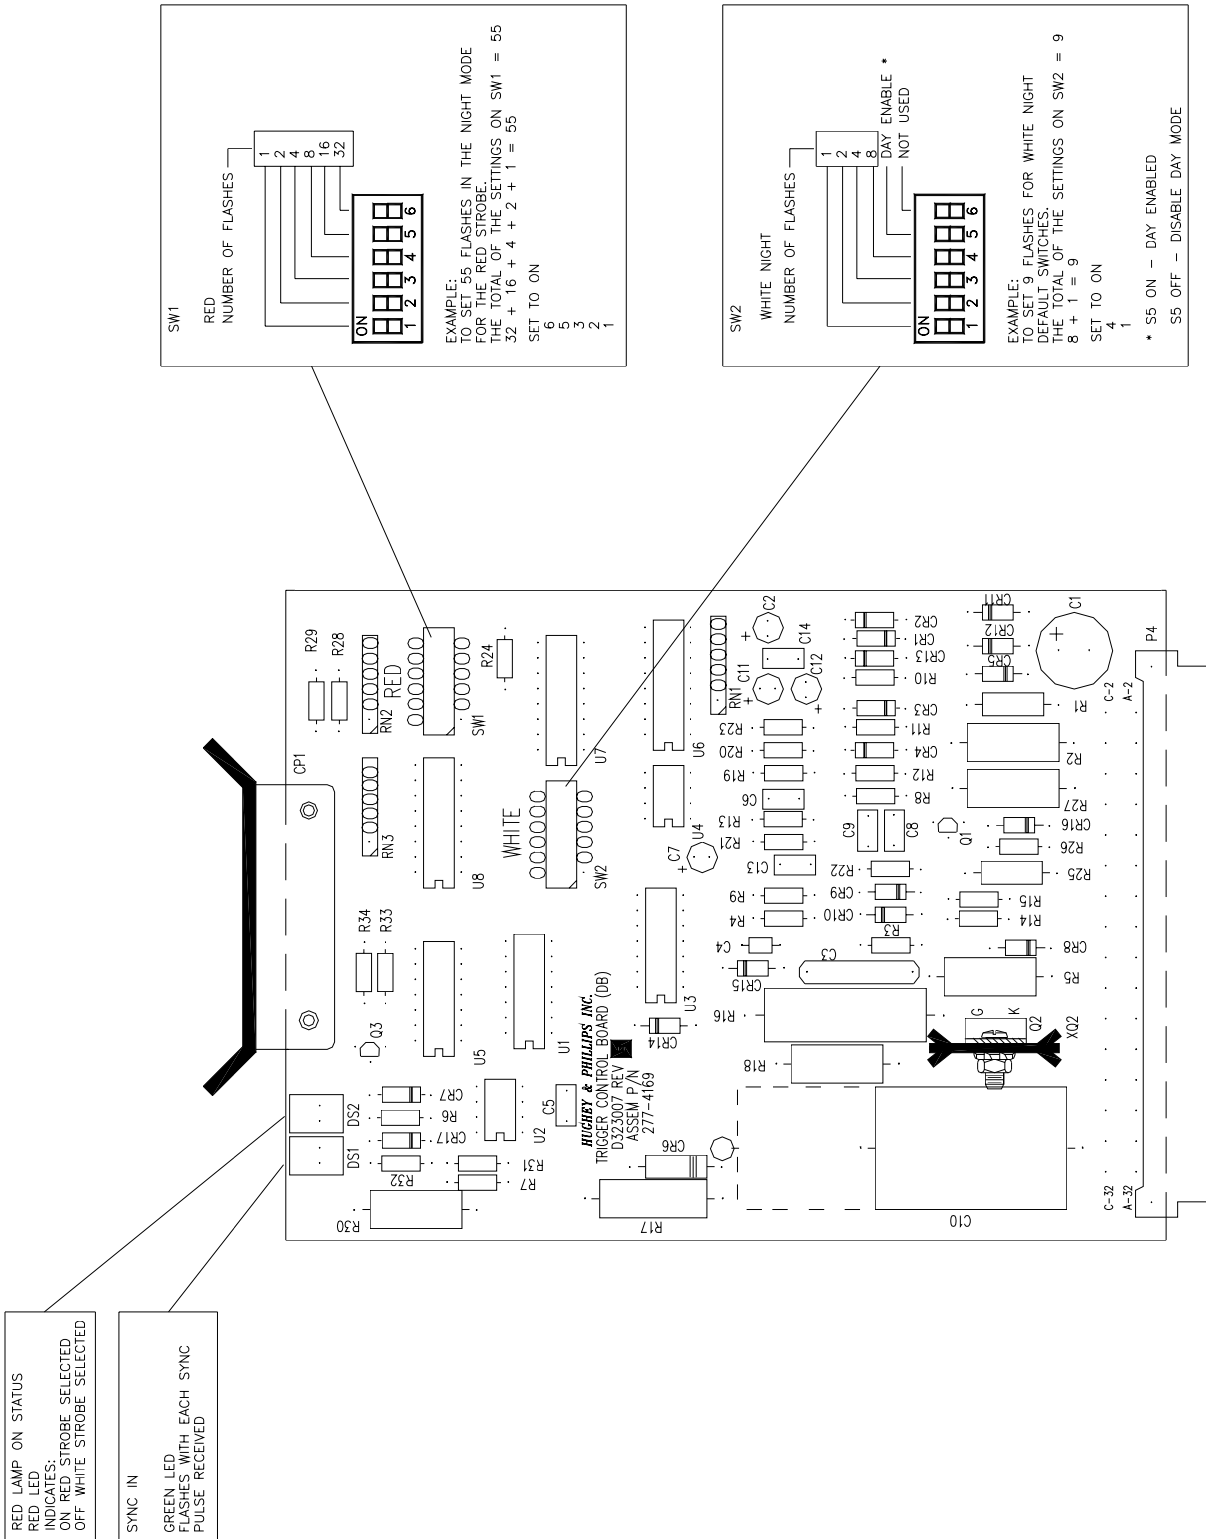 RED LAMP ON STATUS
RED LED
INDICATES:
ON RED STROBE SELECTED
OFF WHITE STROBE SELECTED
SYNC IN
GREEN LED
FLASHES WITH EACH SYNC
PULSE RECEIVED
SW1
RED
NUMBER OF FLASHES
1
2
4
8
16
32
ON
1 2 3 4 5 6
EXAMPLE:
TO SET 55 FLASHES IN THE NIGHT MODE
FOR THE RED STROBE.
THE TOTAL OF THE SETTINGS ON SW1 = 55
32 + 16 + 4 + 2 + 1 = 55
SET TO ON
6
5
3
2
1
SW2
WHITE NIGHT
NUMBER OF FLASHES
1
2
4
8
DAY ENABLE *
NOT USED
ON
1 2 3 4 5 6
EXAMPLE:
TO SET 9 FLASHES FOR WHITE NIGHT
DEFAULT SWITCHES.
THE TOTAL OF THE SETTINGS ON SW2 = 9
8 + 1 = 9
SET TO ON
4
1
* S5 ON - DAY ENABLED
S5 OFF - DISABLE DAY MODE
CP1
R29
R28
RN2
RED
SW1
R24
RN3
U8
WHITE
SW2
U7
U6
RN1
C2
C14
C11
C12
R23
R20
R19
C6
R13
R21
C13
U4
C7
+
+
+
+
+
R9
R4
C4
CR15
C3
CR2
CR1
CR13
R10
CR3
R11
CR4
R12
R8
C9
C8
R22
CR9
CR10
R3
CR11
CR12
CR5
C1
R1
R2
R27
Q1
CR16
R26
R25
R15
R14
CR8
R5
R34
R33
Q3
U5
U1
U3
CR14
R16
R18
G
K
Q2
XQ2
DS2
DS1
CR7
R6
CR17
R32
R31
R7
R30
U2
C5
HUGHEY & PHILLIPS INC.
TRIGGER CONTROL BOARD (DB)
D323007 REV
ASSEM P/N
277-4169
CR6
R17
C10
P4
C-2
A-2
C-32
A-32